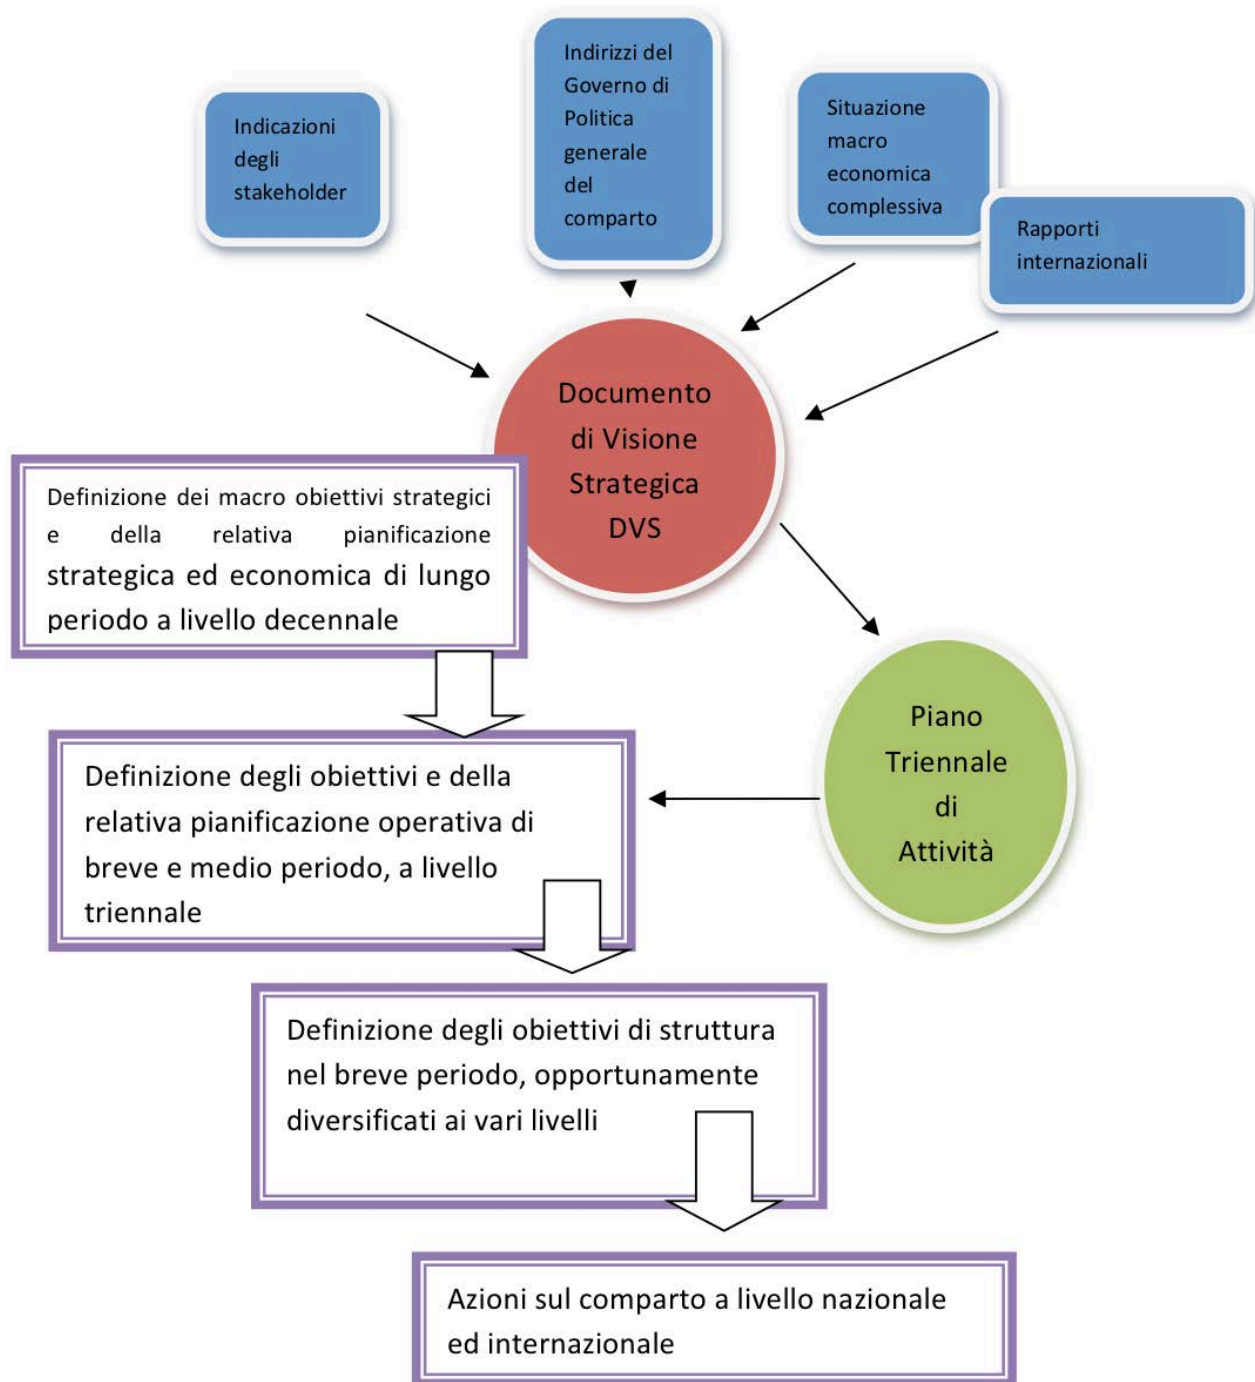 Indicazioni
degli
stakeholder
Indirizzi del
Governo di
Politica
generale
del
comparto
Situazione
macro
economica
complessiva
Rapporti
internazionali
Documento
di Visione
Strategica
DVS
Definizione dei macro obiettivi strategici
e della relativa pianificazione
strategica ed economica di lungo
periodo a livello decennale
Piano
Triennale
di
Attività
Definizione degli obiettivi e della
relativa pianificazione operativa di
breve e medio periodo, a livello
triennale
Definizione degli obiettivi di struttura
nel breve periodo, opportunamente
diversificati ai vari livelli
Azioni sul comparto a livello nazionale
ed internazionale